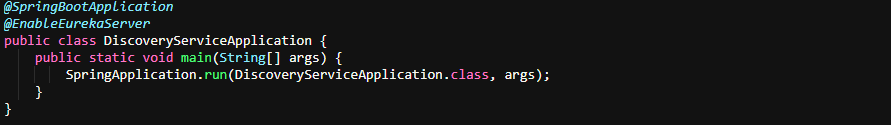 @SpringBootApplication
@EnableEurekaServer
public class DiscoveryServiceApplication {
    public static void main(String[] args) {
        SpringApplication.run(DiscoveryServiceApplication.class, args);
    }
}